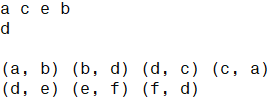 a c e b
d
(a, b) (b, d) (d, c) (c, a)
(d, e) (e, f) (f, d)